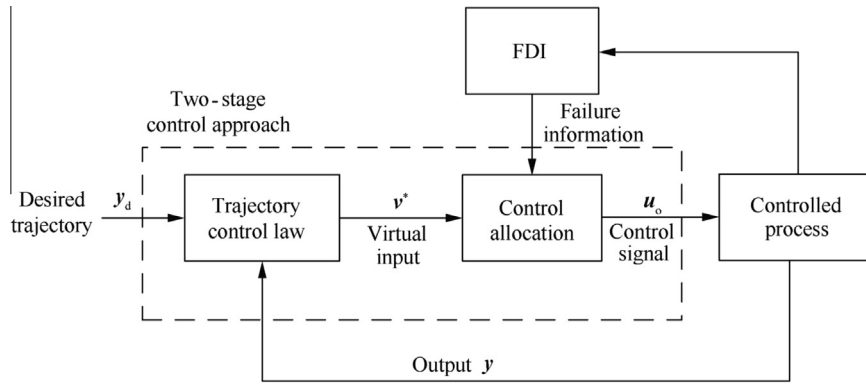 FDI
Two-stage
control approach
Failure
information
Desired
trajectory
y_d
Trajectory
control law
v*
Virtual
input
Control
allocation
u_o
Control
signal
Controlled
process
Output y